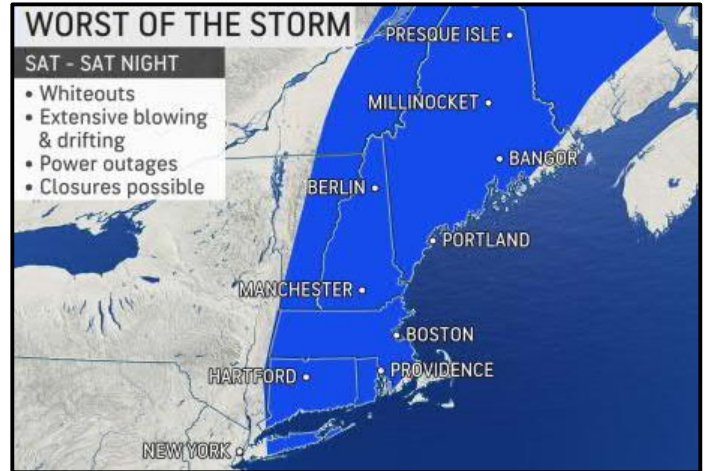 WORST OF THE STORM
SAT - SAT NIGHT
• Whiteouts
• Extensive blowing
& drifting
• Power outages
• Closures possible
PRESQUE ISLE
MILLINOCKET
BANGOR
BERLIN
PORTLAND
MANCHESTER
BOSTON
HARTFORD
PROVIDENCE
NEW YORK